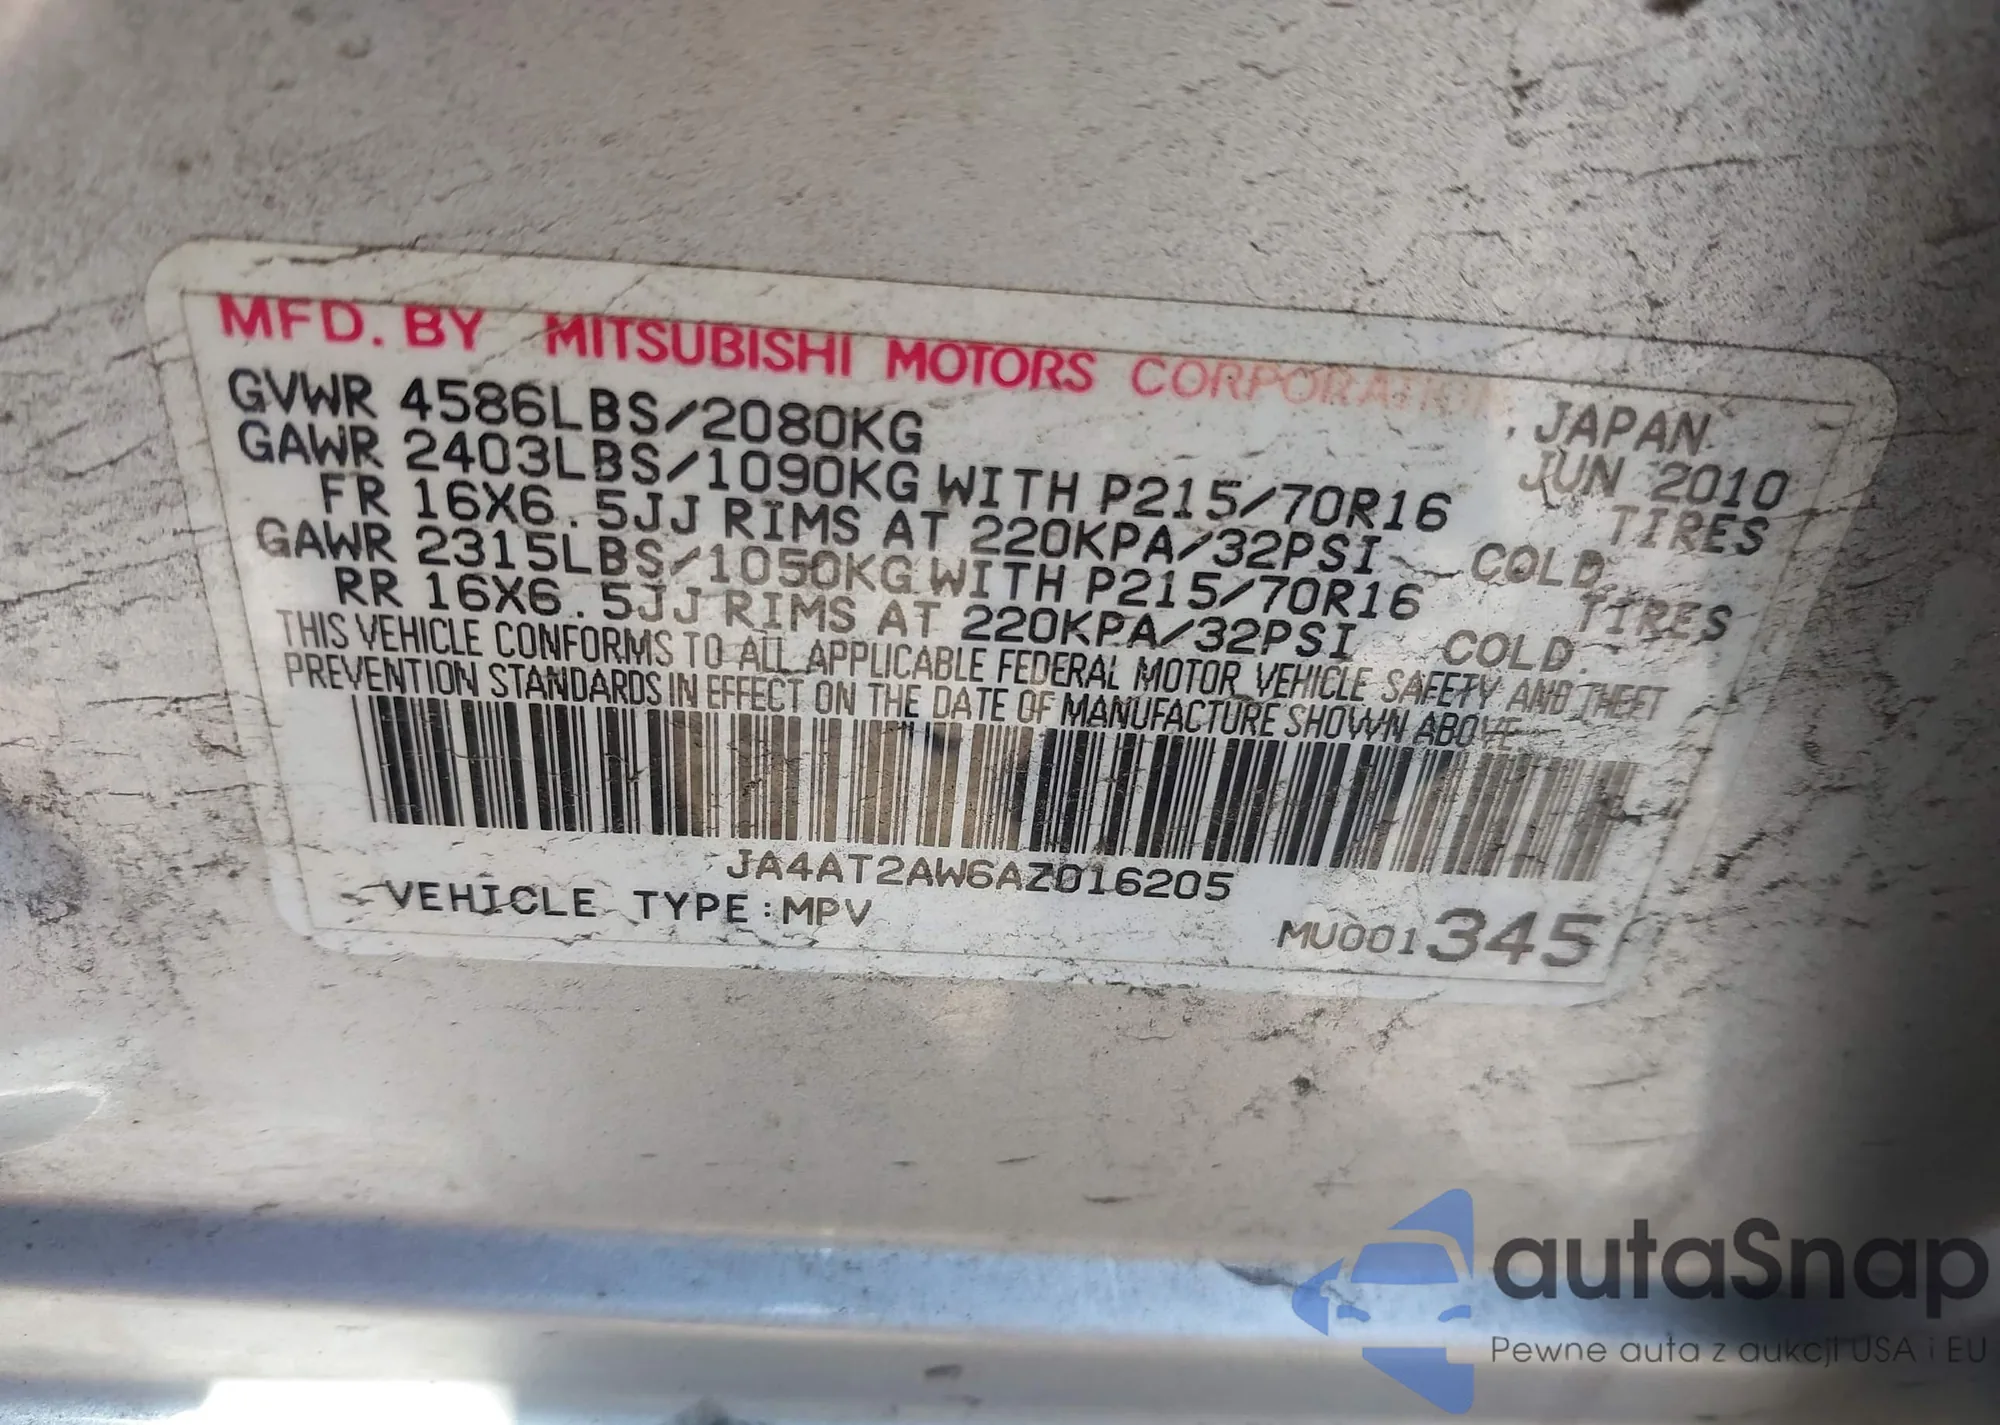 MFD. BY MITSUBISHI MOTORS CORPORATION, JAPAN
GVWR 4586LBS/2080KG JUN 2010
GAWR 2403LBS/1090KG WITH P215/70R16 TIRES
FR 16X6.5JJ RIMS AT 220KPA/32PSI COLD.
GAWR 2315LBS/1050KG WITH P215/70R16 TIRES
RR 16X6.5JJ RIMS AT 220KPA/32PSI COLD.
THIS VEHICLE CONFORMS TO ALL APPLICABLE FEDERAL MOTOR VEHICLE SAFETY AND THEFT
PREVENTION STANDARDS IN EFFECT ON THE DATE OF MANUFACTURE SHOWN ABOVE
JA4AT2AW6AZ016205
VEHICLE TYPE:MPV
MU001345
autaSnap
Pewne auta z aukcji USA i EU